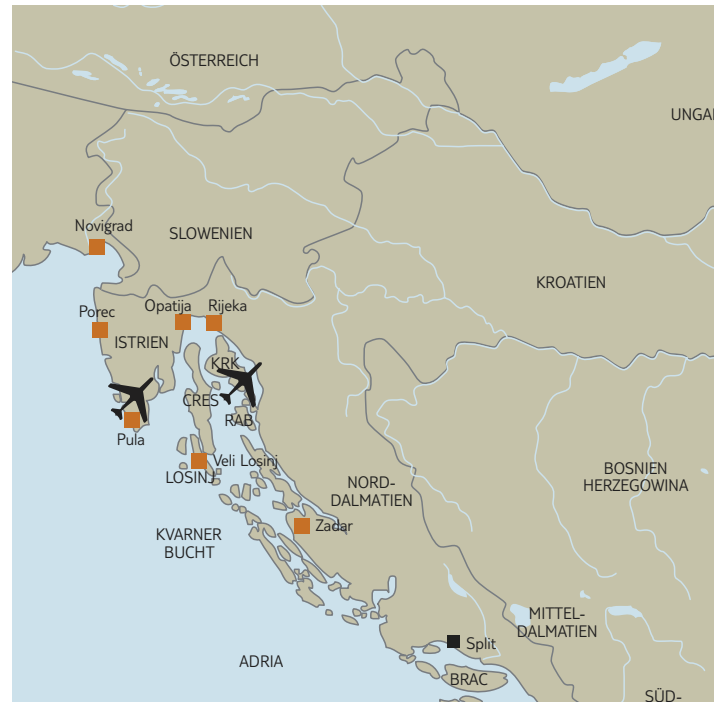 ÖSTERREICH
UNGAR
Novigrad
SLOWENIEN
KROATIEN
Porec
Opatija
Rijeka
ISTRIEN
KRK
CRES
RAB
Pula
Veli Losinj
LOSINJ
BOSNIEN
HERZEGOWINA
NORD-
DALMATIEN
Zadar
KVARNER
BUCHT
MITTEL-
DALMATIEN
Split
ADRIA
BRAC
SÜD-